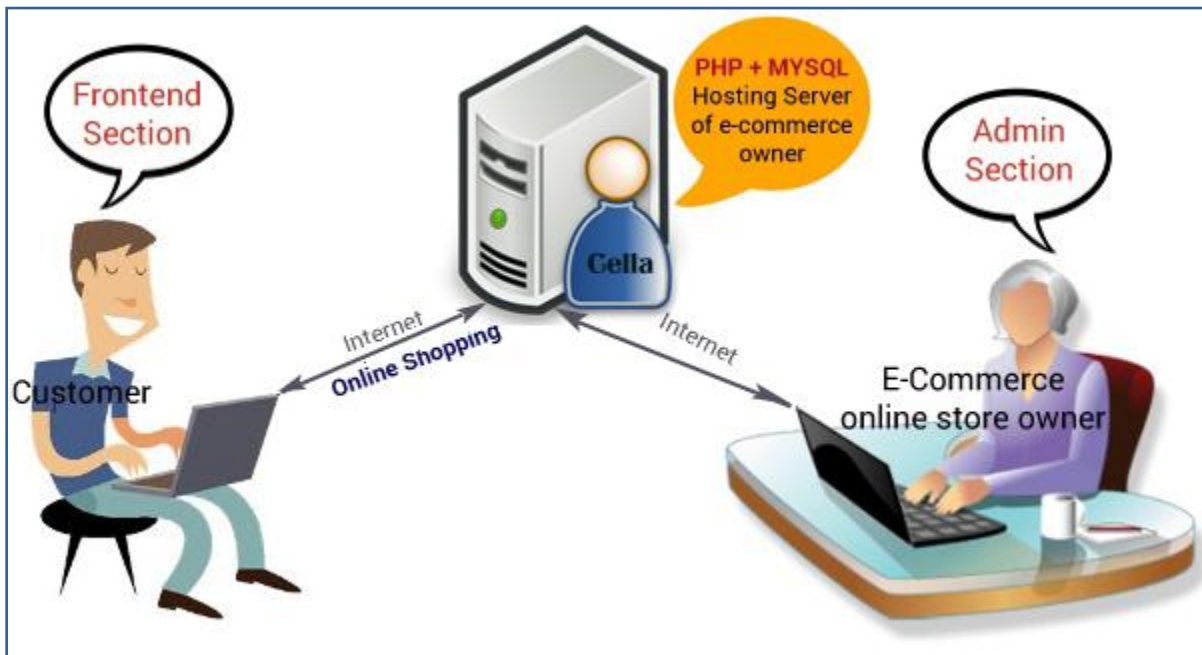 Frontend
Section
PHP + MYSQL
Hosting Server
of e-commerce
owner
Admin
Section
Cella
Internet
Online Shopping
Internet
Customer
E-Commerce
online store owner